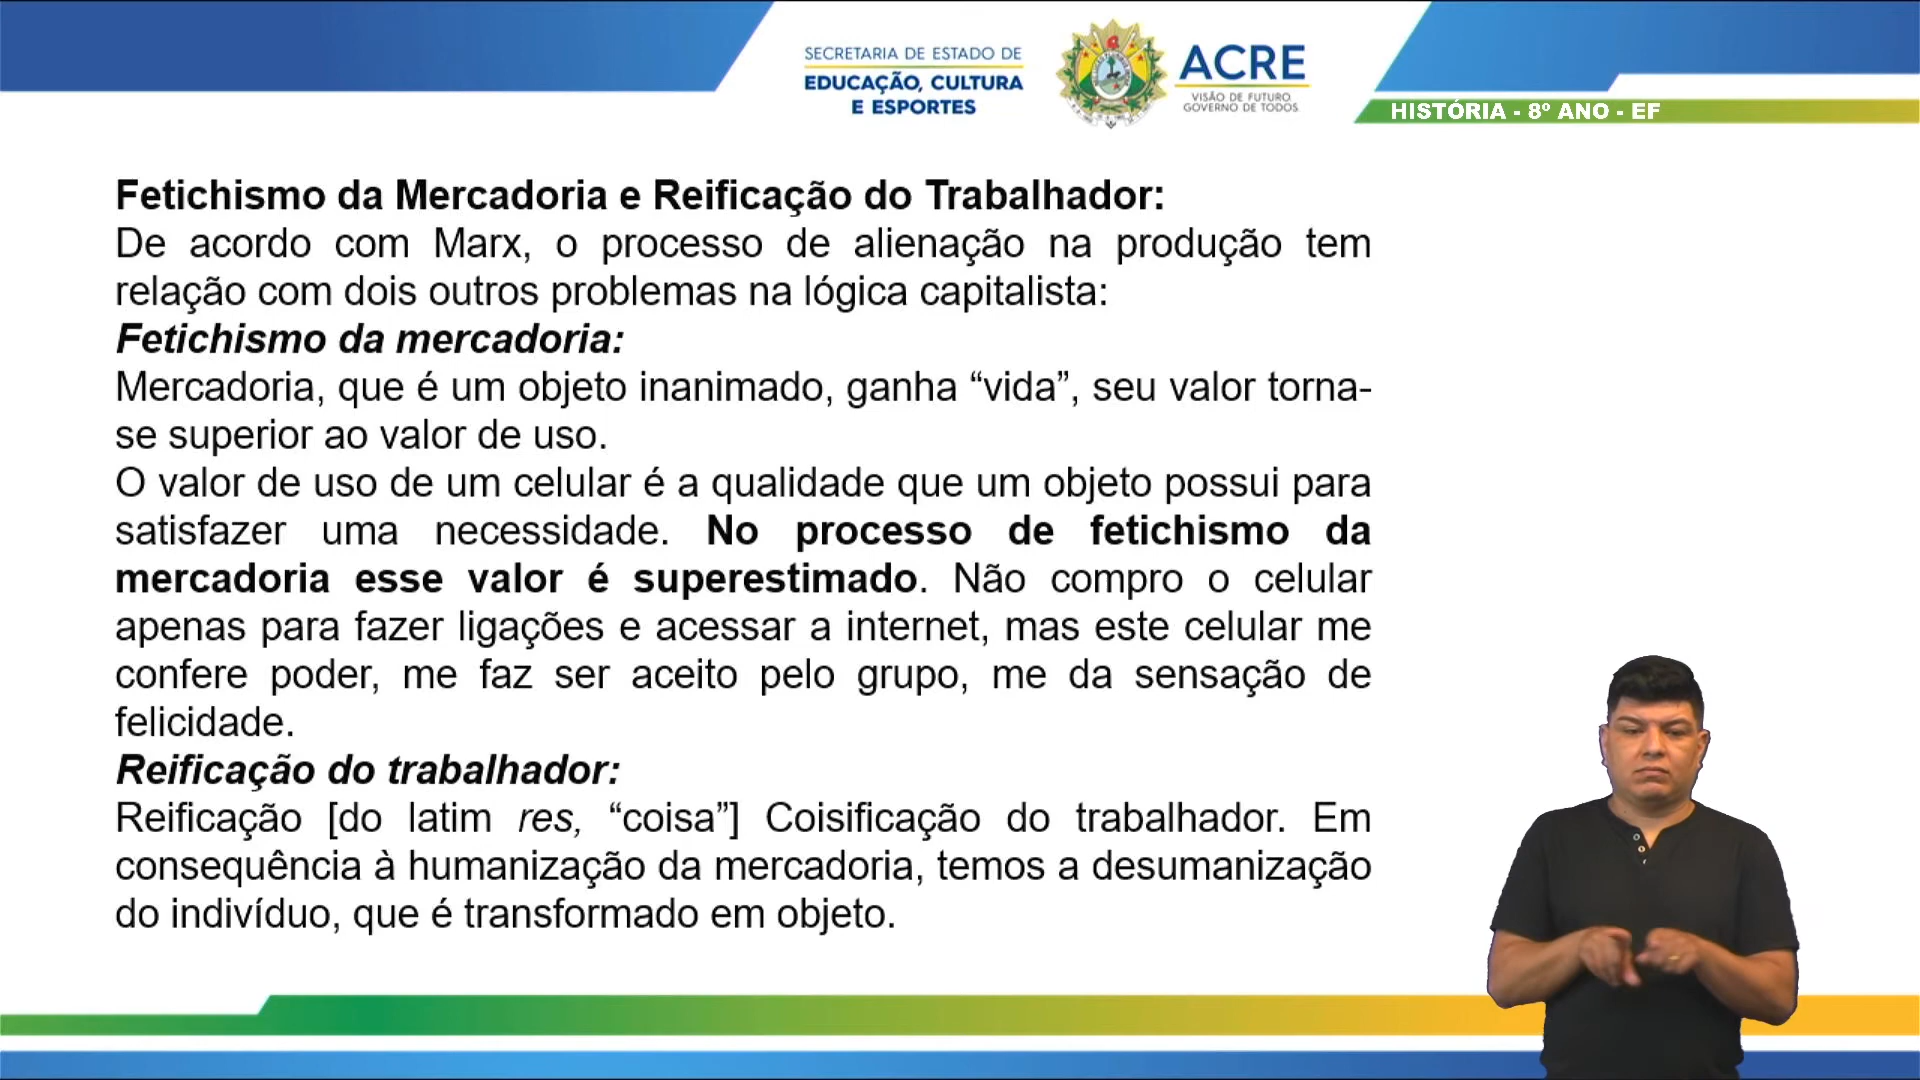 SECRETARIA DE ESTADO DE
EDUCAÇÃO, CULTURA
E ESPORTES
ACRE
VISÃO DE FUTURO.
GOVERNO DE TODOS.
HISTÓRIA - 8º ANO - EF
Fetichismo da Mercadoria e Reificação do Trabalhador:
De acordo com Marx, o processo de alienação na produção tem
relação com dois outros problemas na lógica capitalista:
Fetichismo da mercadoria:
Mercadoria, que é um objeto inanimado, ganha “vida”, seu valor torna-
se superior ao valor de uso.
O valor de uso de um celular é a qualidade que um objeto possui para
satisfazer uma necessidade. No processo de fetichismo da
mercadoria esse valor é superestimado. Não compro o celular
apenas para fazer ligações e acessar a internet, mas este celular me
confere poder, me faz ser aceito pelo grupo, me da sensação de
felicidade.
Reificação do trabalhador:
Reificação [do latim res, “coisa”] Coisificação do trabalhador. Em
consequência à humanização da mercadoria, temos a desumanização
do indivíduo, que é transformado em objeto.